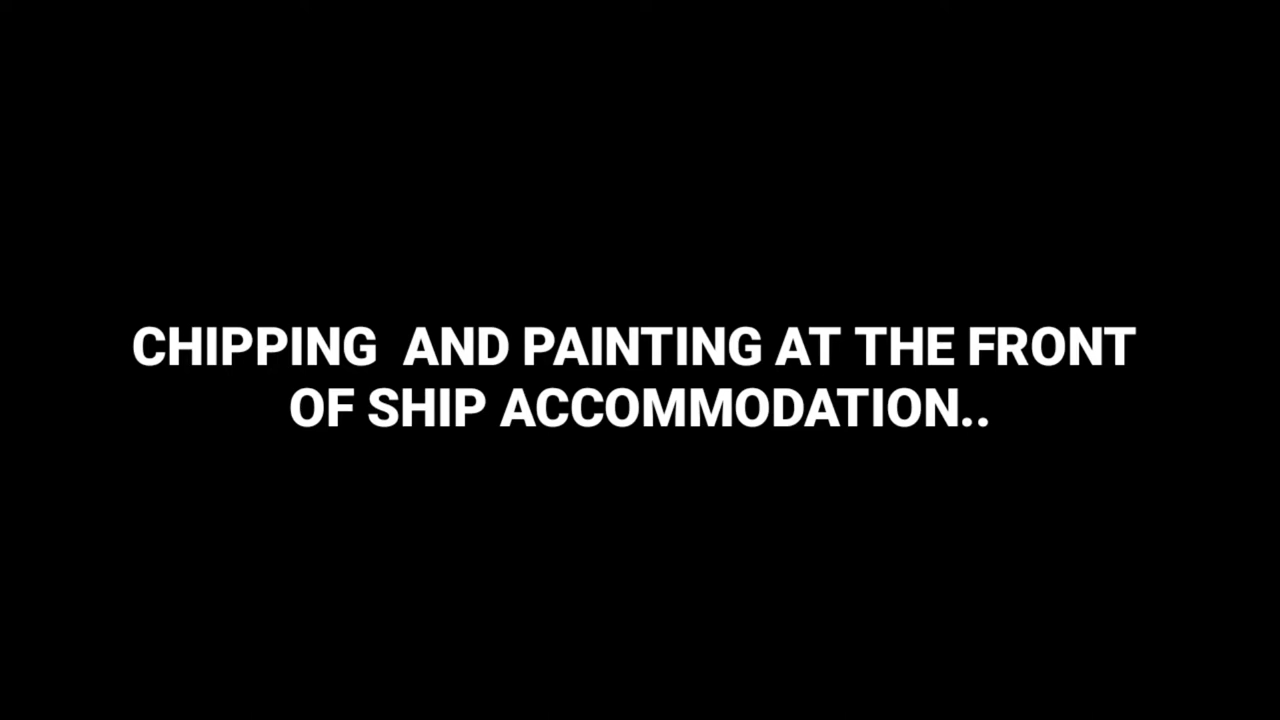 CHIPPING  AND PAINTING AT THE FRONT
OF SHIP ACCOMMODATION..